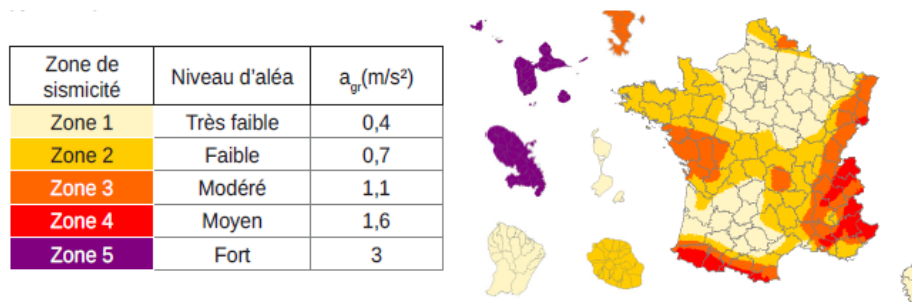 Zone de sismicité Niveau d'aléa agr(m/s²)
Zone 1 Très faible 0,4
Zone 2 Faible 0,7
Zone 3 Modéré 1,1
Zone 4 Moyen 1,6
Zone 5 Fort 3